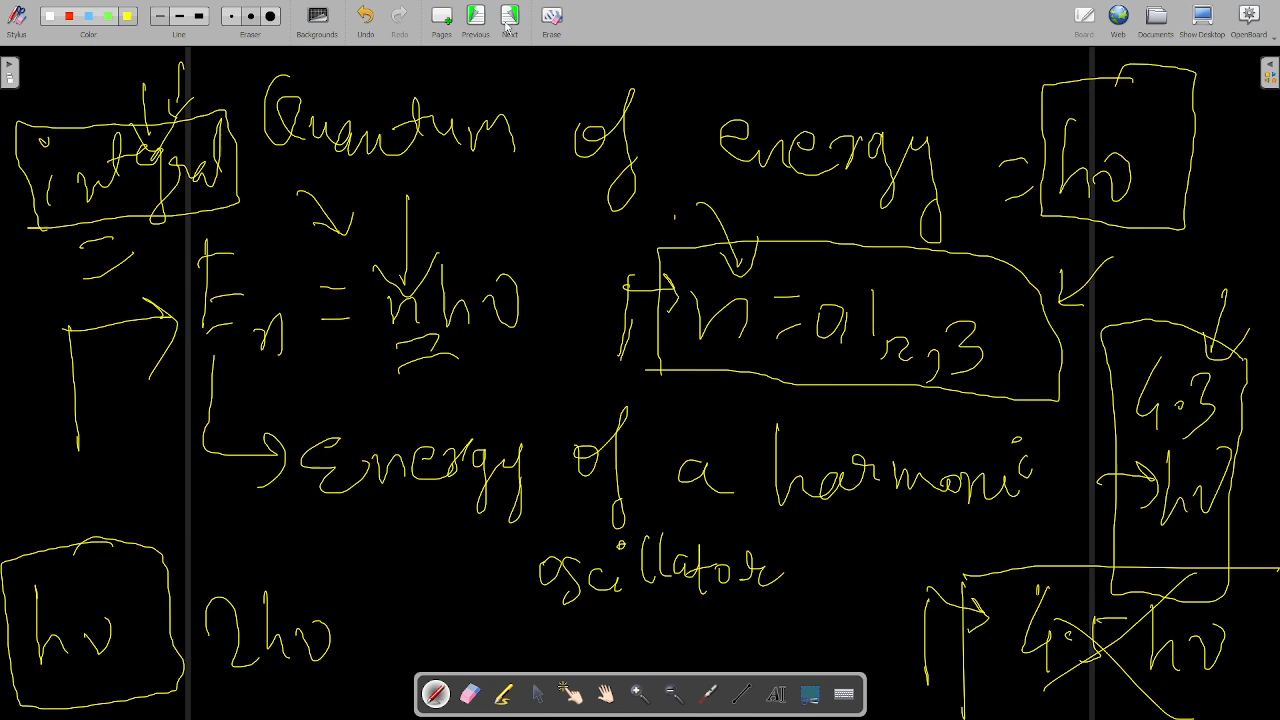 Stylus Color Line Eraser Backgrounds Undo Redo Pages Previous Next Erase Board Web Documents Show Desktop OpenBoard
Quantum of energy = hν
integral
En = nhν n = 0, 1, 2, 3
4.3
hν
Energy of a harmonic
oscillator
hν 2hν 4.5 hν